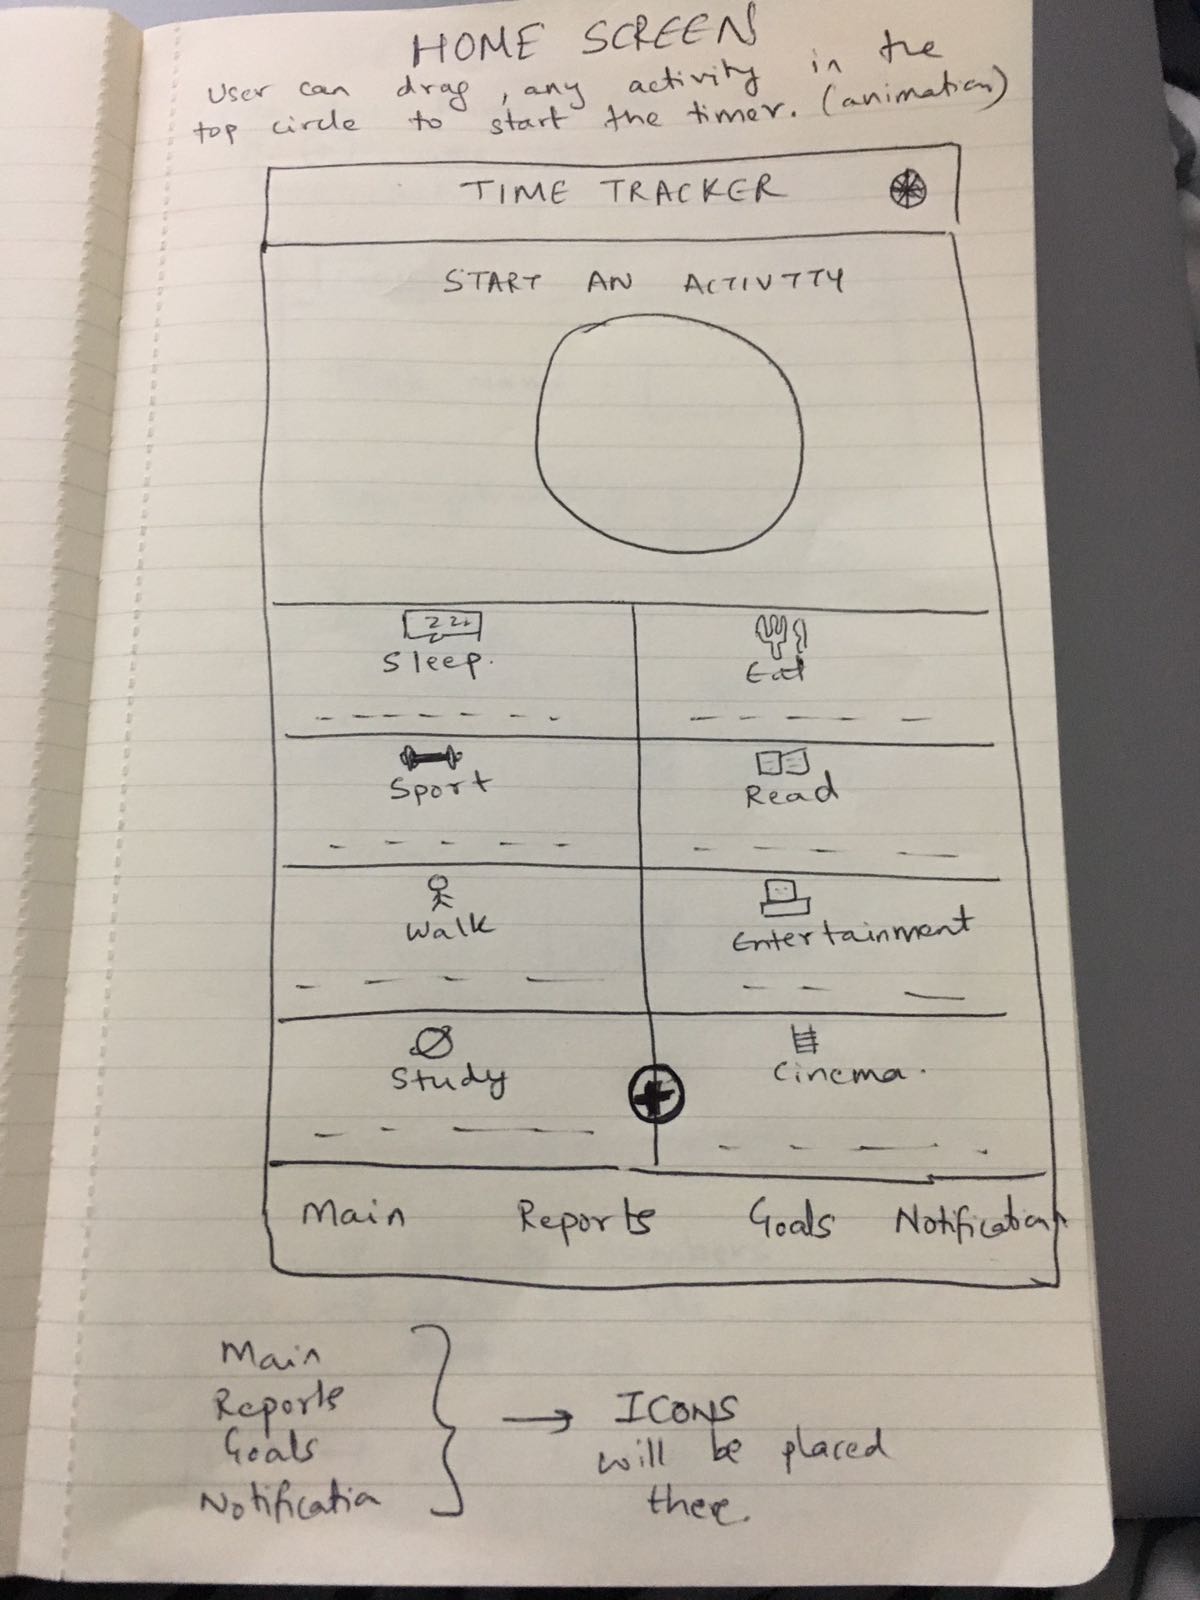 HOME SCREEN
User can drag, any activity in the
top circle to start the timer. (animation)
TIME TRACKER
START AN ACTIVITY
zzz
Sleep.
Eat
Sport
Read
Walk
Entertainment
Study
Cinema.
Main Reports Goals Notification
Main
Reports
Goals
Notificatia
→ ICONS
will be placed
there.